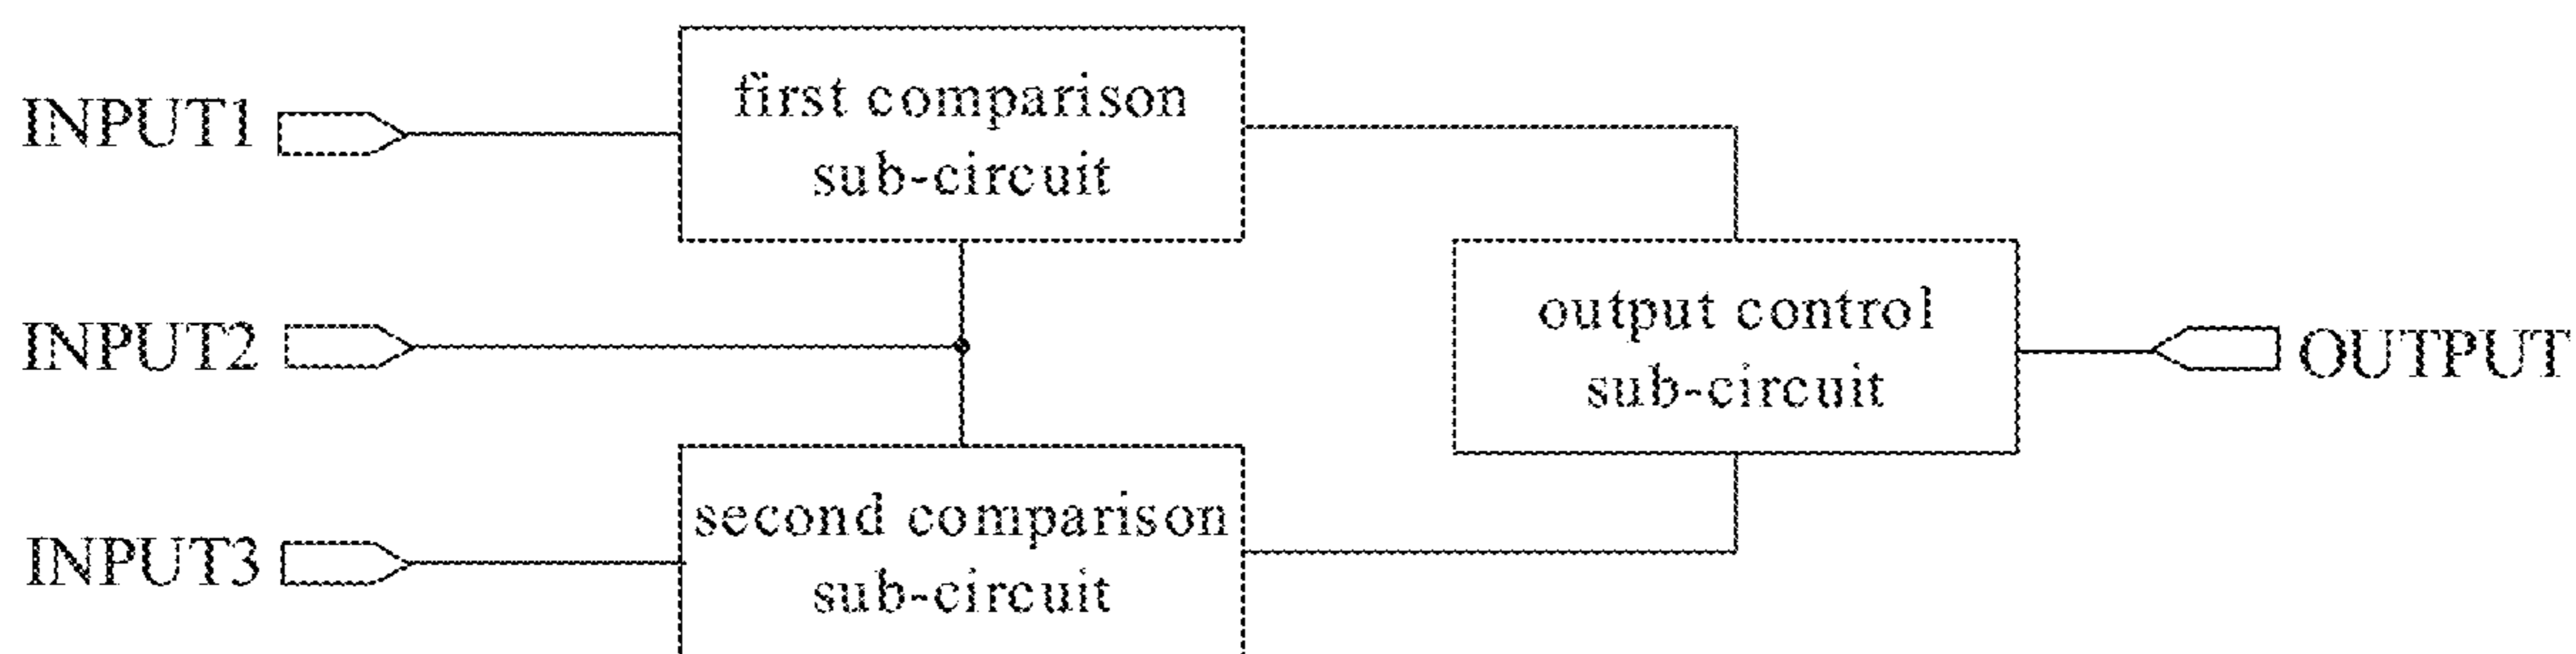 INPUT1
first comparison
sub-circuit
INPUT2
output control
sub-circuit
OUTPUT
INPUT3
second comparison
sub-circuit